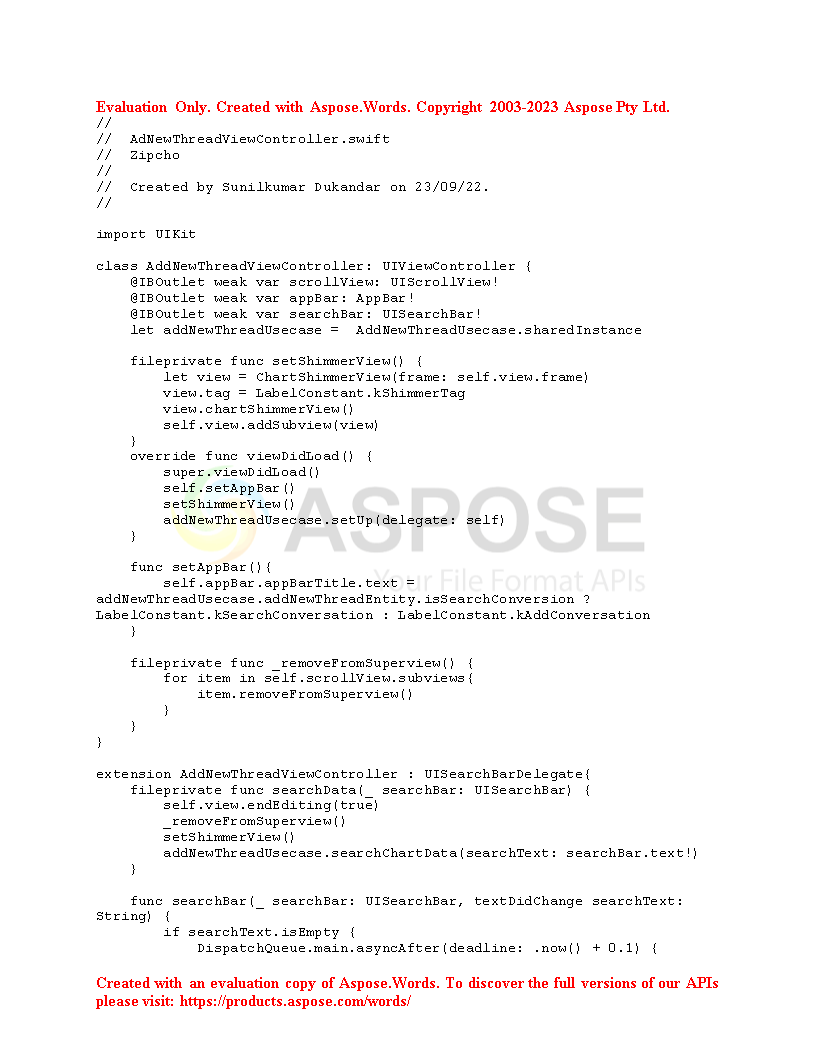 Evaluation Only. Created with Aspose.Words. Copyright 2003-2023 Aspose Pty Ltd.
//
//  AdNewThreadViewController.swift
//  Zipcho
//
//  Created by Sunilkumar Dukandar on 23/09/22.
//

import UIKit

class AddNewThreadViewController: UIViewController {
    @IBOutlet weak var scrollView: UIScrollView!
    @IBOutlet weak var appBar: AppBar!
    @IBOutlet weak var searchBar: UISearchBar!
    let addNewThreadUsecase =  AddNewThreadUsecase.sharedInstance

    fileprivate func setShimmerView() {
        let view = ChartShimmerView(frame: self.view.frame)
        view.tag = LabelConstant.kShimmerTag
        view.chartShimmerView()
        self.view.addSubview(view)
    }
    override func viewDidLoad() {
        super.viewDidLoad()
        self.setAppBar()
        setShimmerView()
        addNewThreadUsecase.setUp(delegate: self)
    }
ASPOSE
Your File Format APIs

    func setAppBar(){
        self.appBar.appBarTitle.text =
addNewThreadUsecase.addNewThreadEntity.isSearchConversion ?
LabelConstant.kSearchConversation : LabelConstant.kAddConversation
    }

    fileprivate func _removeFromSuperview() {
        for item in self.scrollView.subviews{
            item.removeFromSuperview()
        }
    }
}

extension AddNewThreadViewController : UISearchBarDelegate{
    fileprivate func searchData(_ searchBar: UISearchBar) {
        self.view.endEditing(true)
        _removeFromSuperview()
        setShimmerView()
        addNewThreadUsecase.searchChartData(searchText: searchBar.text!)
    }

    func searchBar(_ searchBar: UISearchBar, textDidChange searchText:
String) {
        if searchText.isEmpty {
            DispatchQueue.main.asyncAfter(deadline: .now() + 0.1) {

Created with an evaluation copy of Aspose.Words. To discover the full versions of our APIs
please visit: https://products.aspose.com/words/